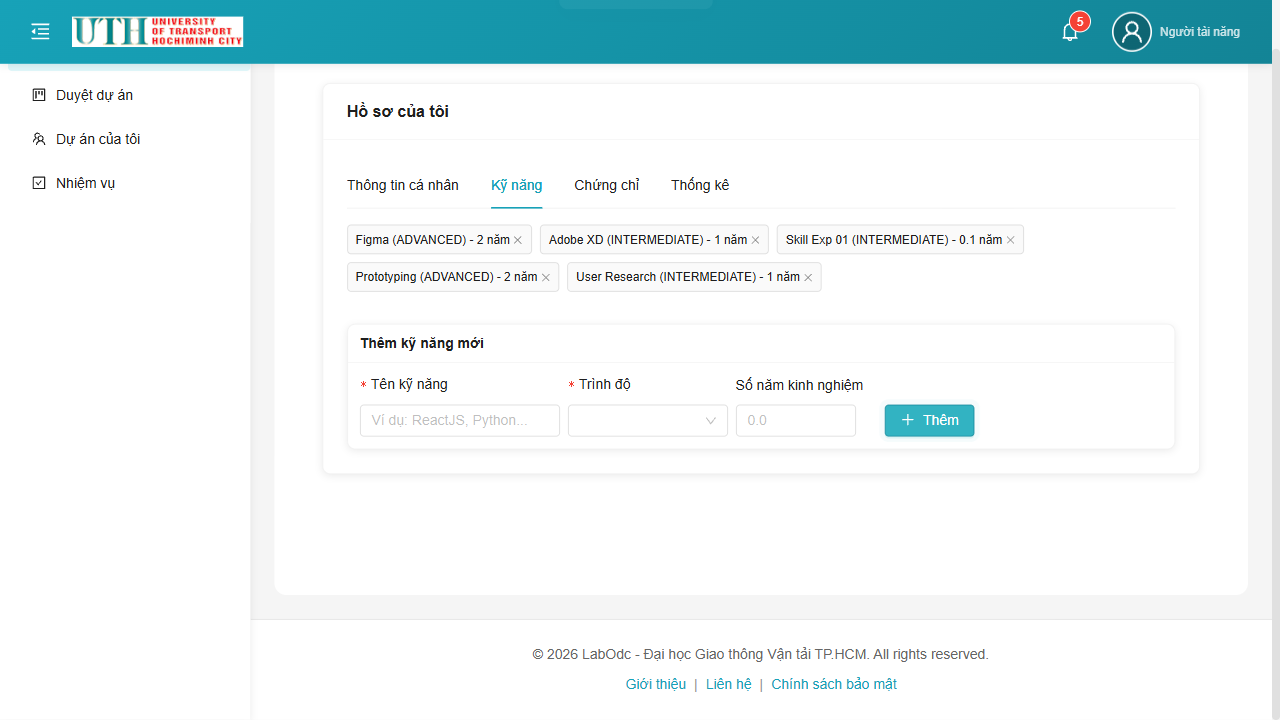 UTH UNIVERSITY
OF TRANSPORT
HOCHIMINH CITY
5
Người tài năng
Duyệt dự án
Dự án của tôi
Nhiệm vụ
Hồ sơ của tôi
Thông tin cá nhân Kỹ năng Chứng chỉ Thống kê
Figma (ADVANCED) - 2 năm Adobe XD (INTERMEDIATE) - 1 năm Skill Exp 01 (INTERMEDIATE) - 0.1 năm
Prototyping (ADVANCED) - 2 năm User Research (INTERMEDIATE) - 1 năm
Thêm kỹ năng mới
* Tên kỹ năng * Trình độ Số năm kinh nghiệm
Ví dụ: ReactJS, Python... 0.0 + Thêm
© 2026 LabOdc - Đại học Giao thông Vận tải TP.HCM. All rights reserved.
Giới thiệu | Liên hệ | Chính sách bảo mật